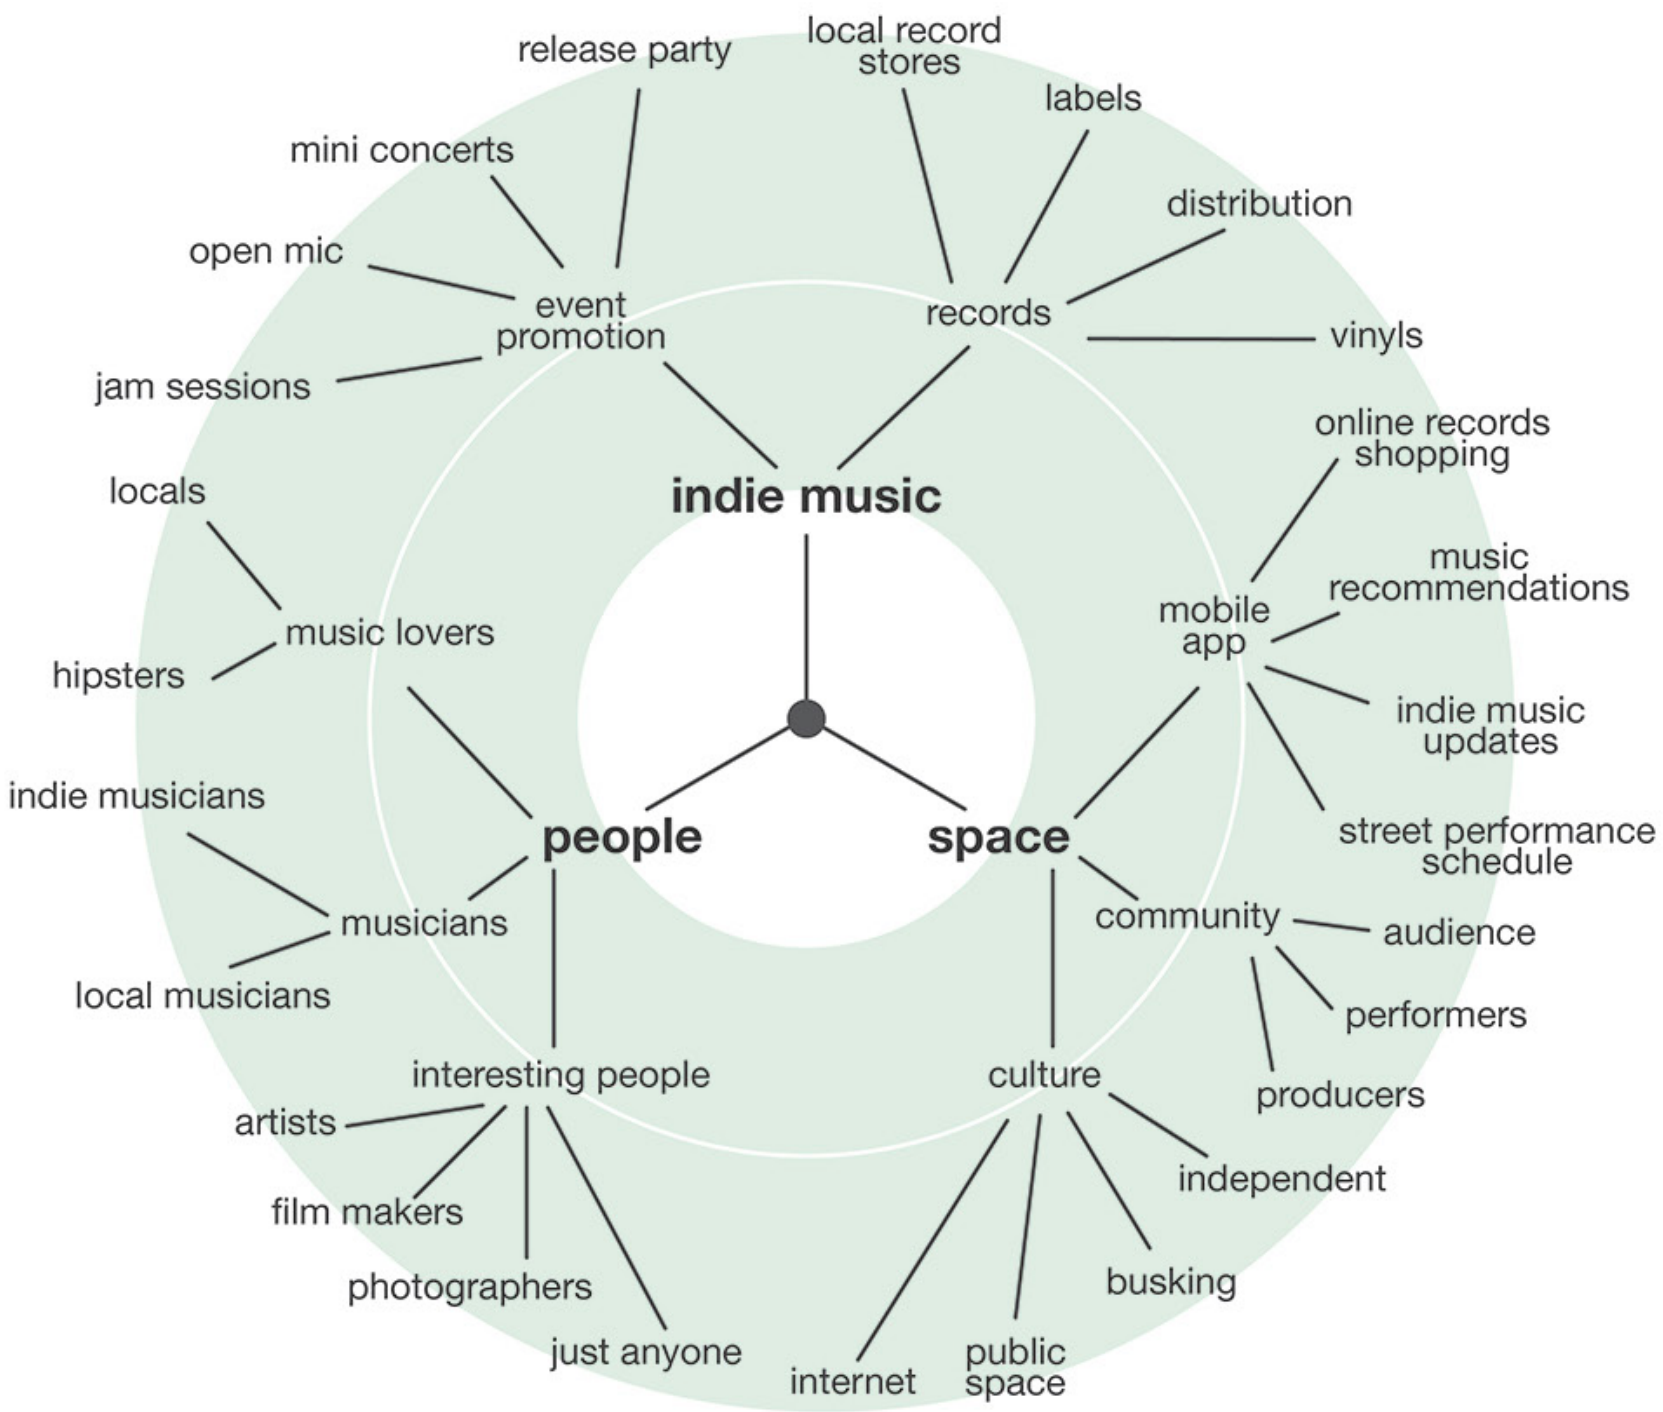 release party
local record
stores
labels
mini concerts
distribution
open mic
event
promotion
records
vinyls
jam sessions
online records
shopping
indie music
locals
music
recommendations
mobile
app
music lovers
hipsters
indie music
updates
indie musicians
people
space
street performance
schedule
musicians
community
audience
local musicians
performers
interesting people
culture
producers
artists
independent
film makers
photographers
busking
just anyone
internet
public
space